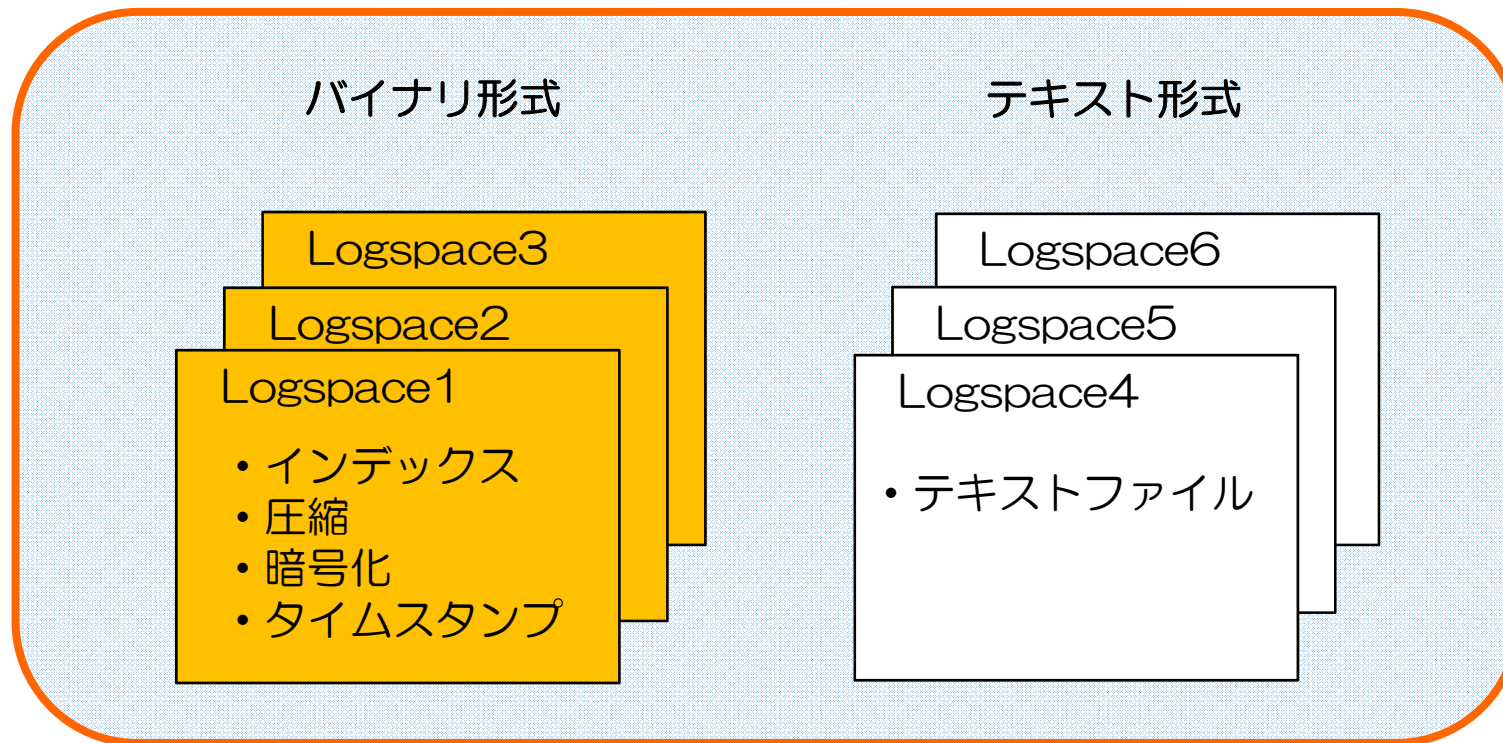 バイナリ形式
Logspace3
Logspace2
Logspace1
・インデックス
・圧縮
・暗号化
・タイムスタンプ
テキスト形式
Logspace6
Logspace5
Logspace4
・テキストファイル